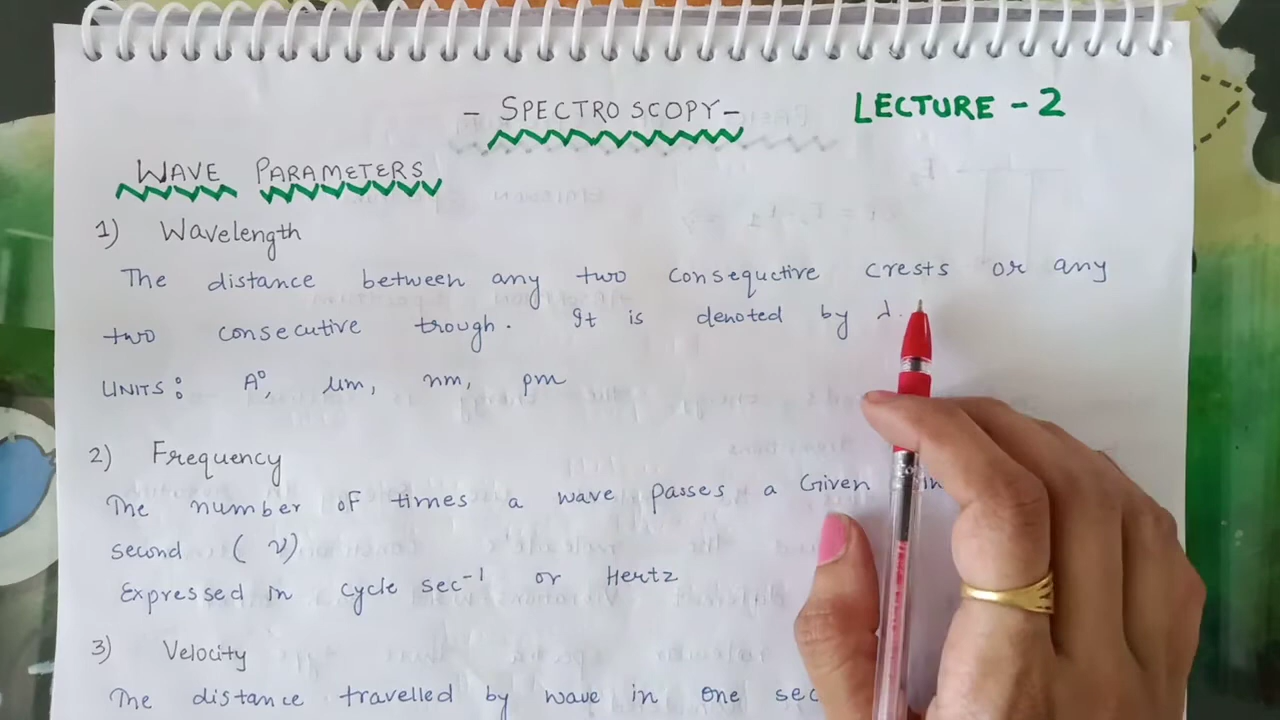 - SPECTROSCOPY -
LECTURE - 2
WAVE PARAMETERS
1) Wavelength
The distance between any two consequctive crests or any
two consecutive trough. It is denoted by λ.
UNITS: A°, μm, nm, pm
2) Frequency
The number of times a wave passes a Given
second ( ν)
Expressed in cycle sec⁻¹ or Hertz
3) Velocity
The distance travelled by wave in one sec